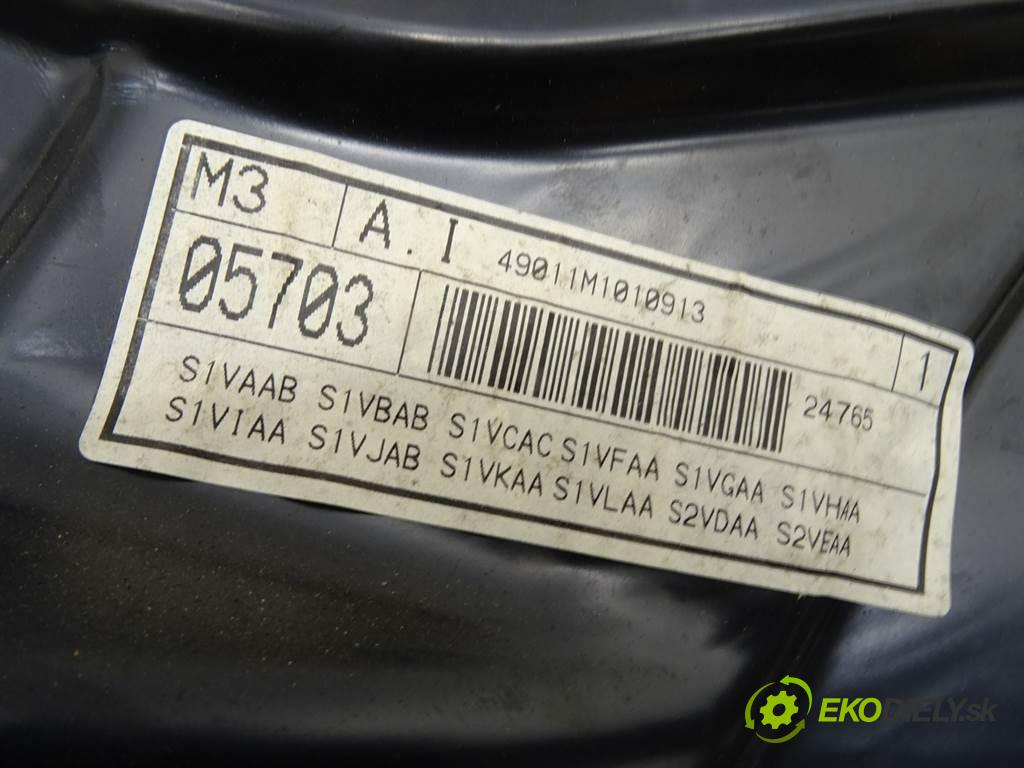 M3 A.I 49011M1010913 1
05703 24765
S1VAAB S1VBAB S1VCAC S1VFAA S1VGAA S1VHAA
S1VIAA S1VJAB S1VKAA S1VLAA S2VDAA S2VEAA
EKODIELY.sk